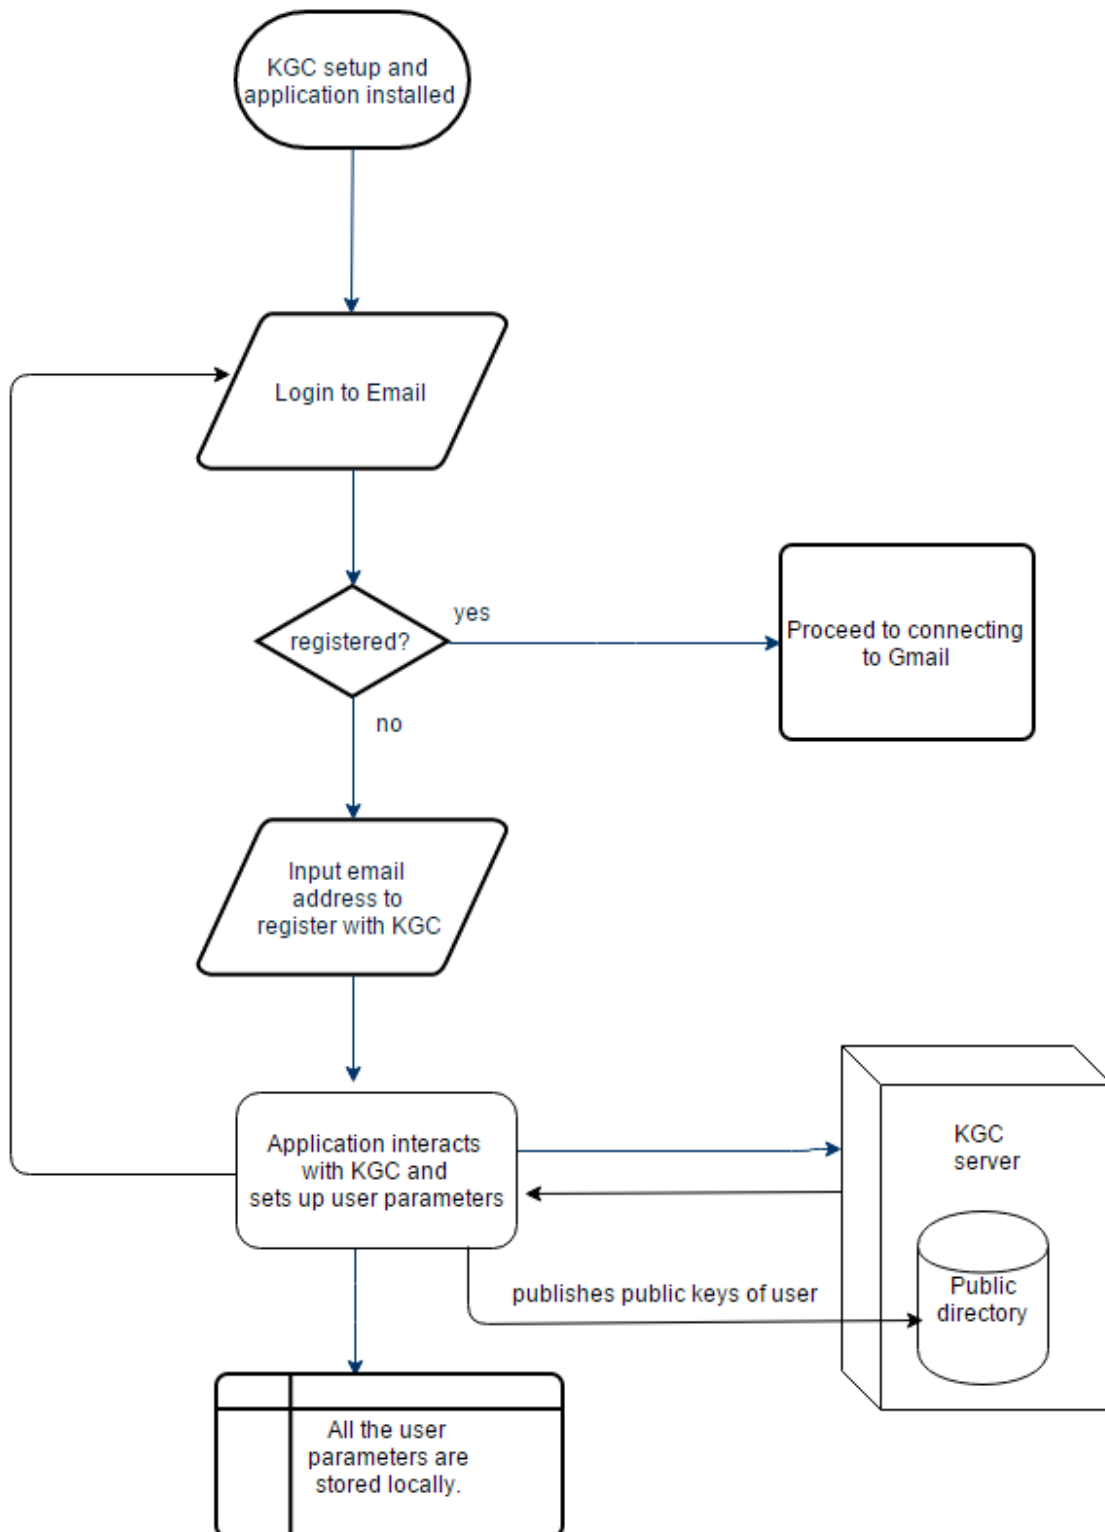 KGC setup and
application installed
Login to Email
registered?
yes
no
Proceed to connecting
to Gmail
Input email
address to
register with KGC
Application interacts
with KGC and
sets up user parameters
KGC
server
Public
directory
publishes public keys of user
All the user
parameters are
stored locally.